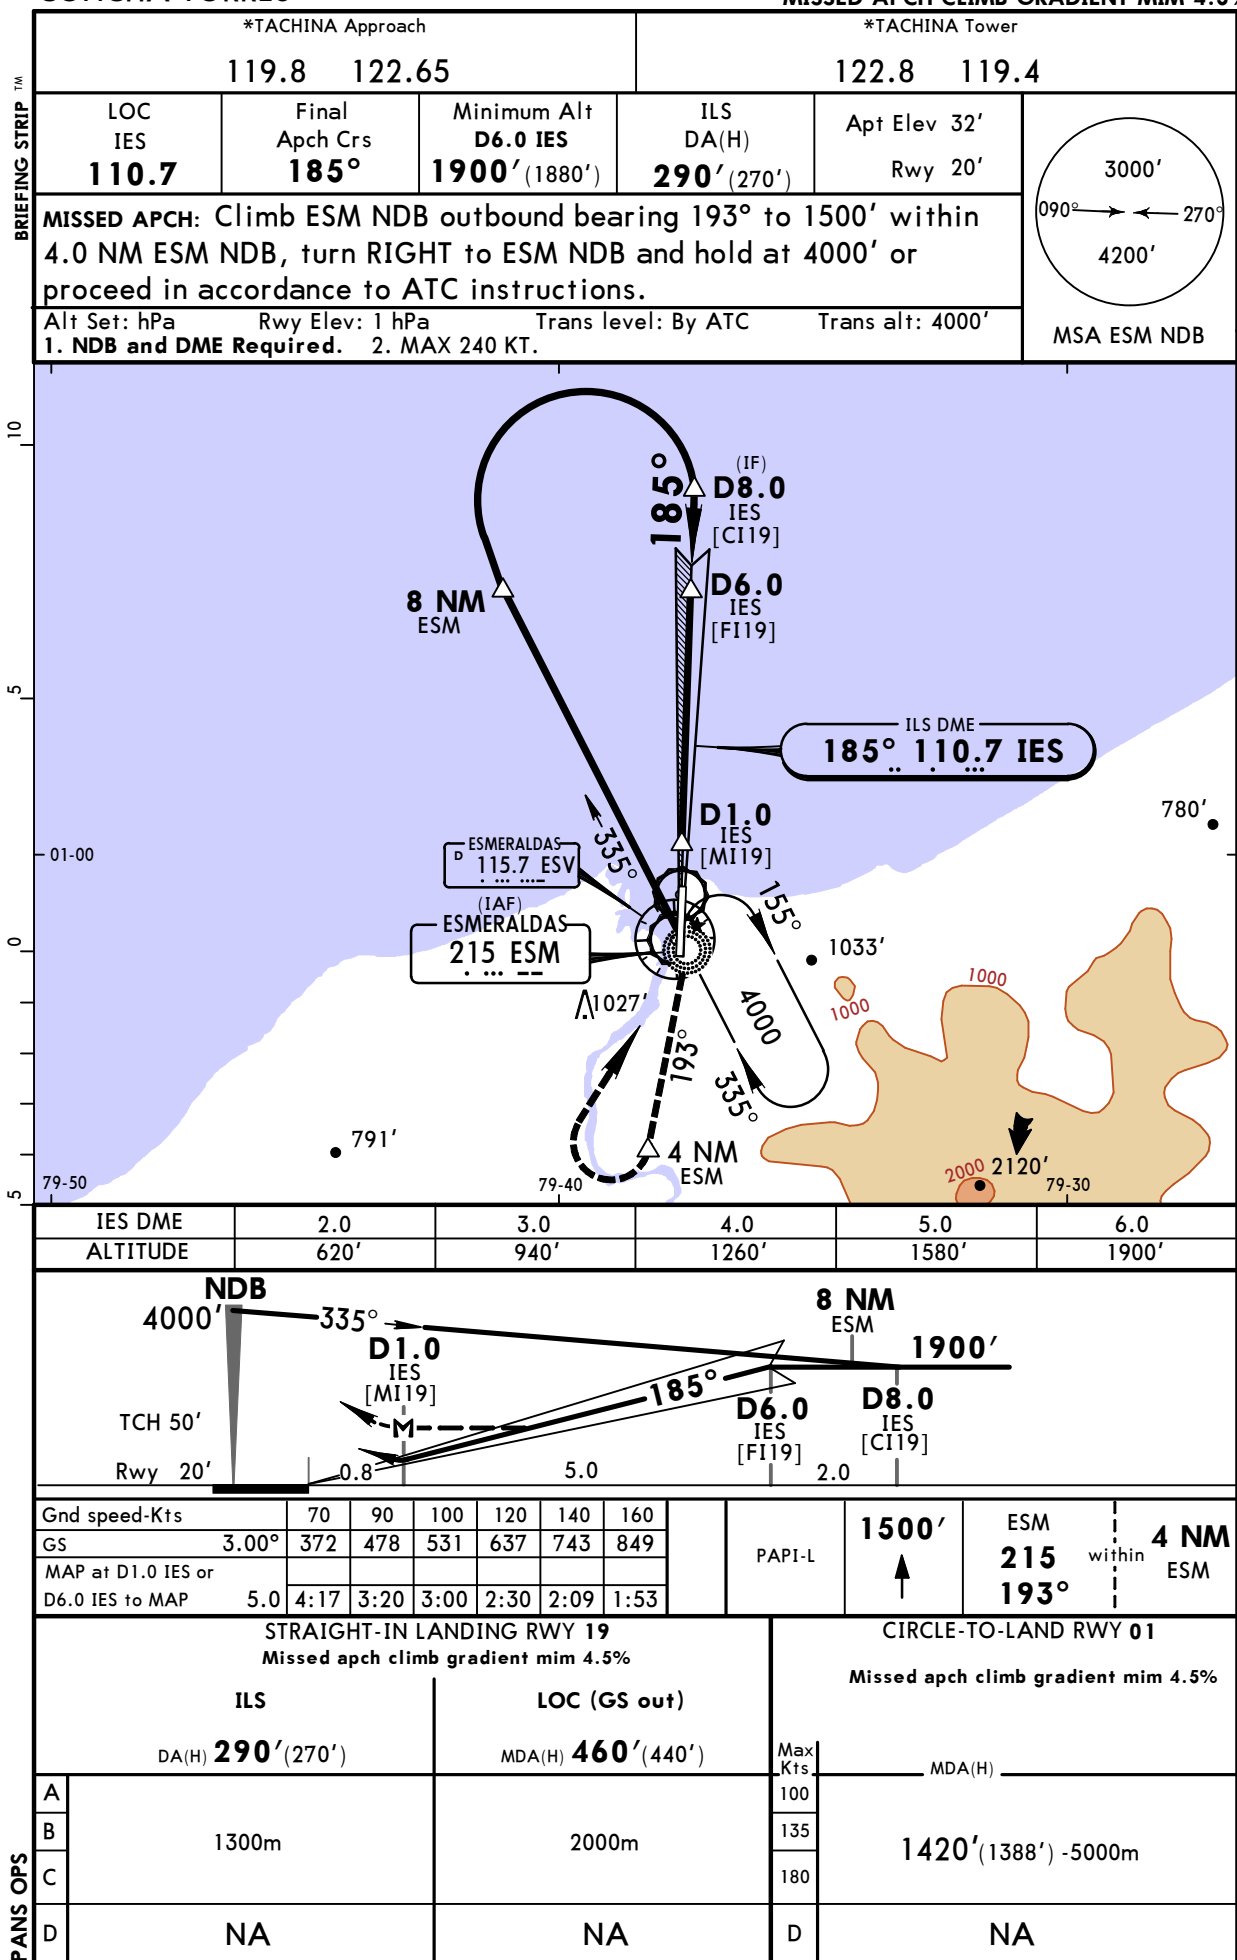 *TACHINA Approach
*TACHINA Tower
119.8 122.65
122.8 119.4
BRIEFING STRIP TM
LOC
IES
110.7
Final
Apch Crs
185°
Minimum Alt
D6.0 IES
1900'(1880')
ILS
DA(H)
290'(270')
Apt Elev 32'
Rwy 20'
3000'
090° 270°
4200'
MSA ESM NDB
MISSED APCH: Climb ESM NDB outbound bearing 193° to 1500' within
4.0 NM ESM NDB, turn RIGHT to ESM NDB and hold at 4000' or
proceed in accordance to ATC instructions.
Alt Set: hPa Rwy Elev: 1 hPa Trans level: By ATC Trans alt: 4000'
1. NDB and DME Required. 2. MAX 240 KT.
10
5
0
5
185°
(IF)
D8.0
IES
[CI19]
8 NM
ESM
D6.0
IES
[FI19]
ILS DME
185° 110.7 IES
D1.0
IES
[MI19]
780'
01-00
335°
ESMERALDAS
D 115.7 ESV
(IAF)
ESMERALDAS
215 ESM
155°
1033'
1027'
4000
1000
1000
193°
335°
791'
4 NM
ESM
2000 2120'
79-50
79-40
79-30
IES DME 2.0 3.0 4.0 5.0 6.0
ALTITUDE 620' 940' 1260' 1580' 1900'
NDB
4000'
335°
8 NM
ESM
1900'
D1.0
IES
[MI19]
185°
D6.0
IES
[FI19]
D8.0
IES
[CI19]
M
TCH 50'
Rwy 20'
0.8
5.0
2.0
Gnd speed-Kts 70 90 100 120 140 160
GS 3.00° 372 478 531 637 743 849
MAP at D1.0 IES or
D6.0 IES to MAP 5.0 4:17 3:20 3:00 2:30 2:09 1:53
PAPI-L
1500'
ESM
215
193°
within
4 NM
ESM
STRAIGHT-IN LANDING RWY 19
Missed apch climb gradient mim 4.5%
ILS
DA(H) 290'(270')
LOC (GS out)
MDA(H) 460'(440')
CIRCLE-TO-LAND RWY 01
Missed apch climb gradient mim 4.5%
Max
Kts
MDA(H)
A
B
C
D
1300m
2000m
100
135
180
D
1420'(1388') -5000m
NA
NA
NA
PANS OPS